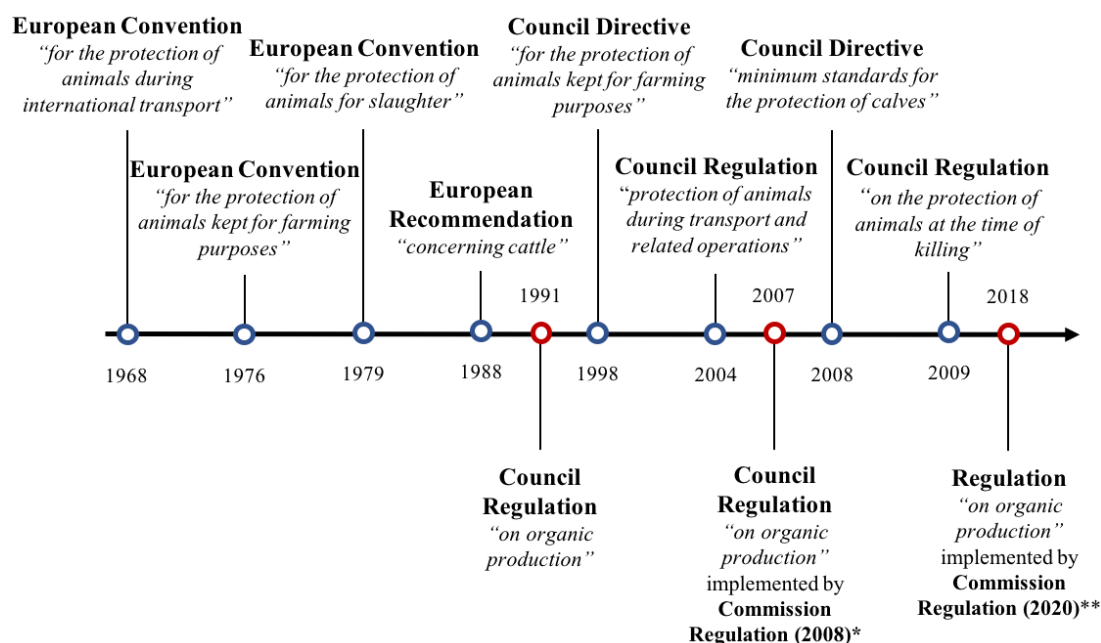 European Convention
“for the protection of
animals during
international transport”
European Convention
“for the protection of
animals for slaughter”
Council Directive
“for the protection of
animals kept for farming
purposes”
Council Directive
“minimum standards for
the protection of calves”
European Convention
“for the protection of
animals kept for farming
purposes”
European
Recommendation
“concerning cattle”
Council Regulation
“protection of animals
during transport and
related operations”
Council Regulation
“on the protection of
animals at the time of
killing”
1991
2007
2018
1968
1976
1979
1988
1998
2004
2008
2009
Council
Regulation
“on organic
production”
Council
Regulation
“on organic
production”
implemented by
Commission
Regulation (2008)*
Regulation
“on organic
production”
implemented by
Commission
Regulation (2020)**